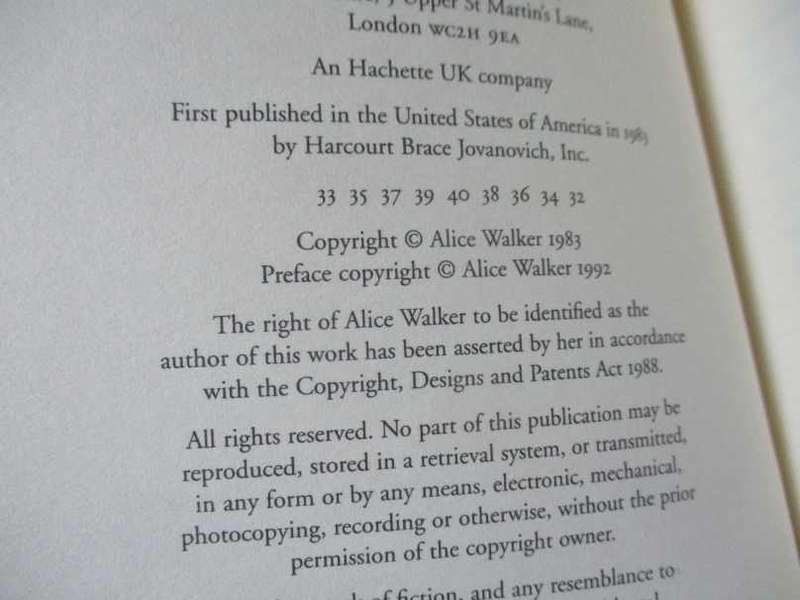 Upper St Martin's Lane,
London WC2H 9EA
An Hachette UK company
First published in the United States of America in 1983
by Harcourt Brace Jovanovich, Inc.
33 35 37 39 40 38 36 34 32
Copyright © Alice Walker 1983
Preface copyright © Alice Walker 1992
The right of Alice Walker to be identified as the
author of this work has been asserted by her in accordance
with the Copyright, Designs and Patents Act 1988.
All rights reserved. No part of this publication may be
reproduced, stored in a retrieval system, or transmitted,
in any form or by any means, electronic, mechanical,
photocopying, recording or otherwise, without the prior
permission of the copyright owner.
of fiction, and any resemblance to